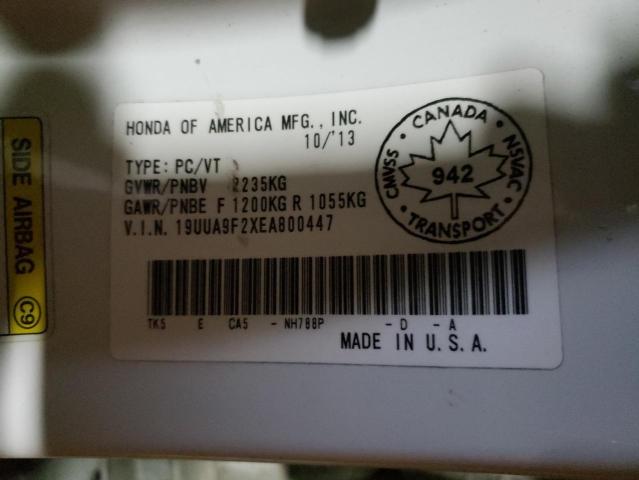 HONDA OF AMERICA MFG., INC.
10/'13
TYPE: PC/VT
GVWR/PNBV 2235KG
GAWR/PNBE F 1200KG R 1055KG
V.I.N. 19UUA9F2XEA800447
TK5 E CA5 - NH788P - D - A
MADE IN U.S.A.
CANADA
CMVSS
942
NSVAC
TRANSPORT
SIDE AIRBAG C9